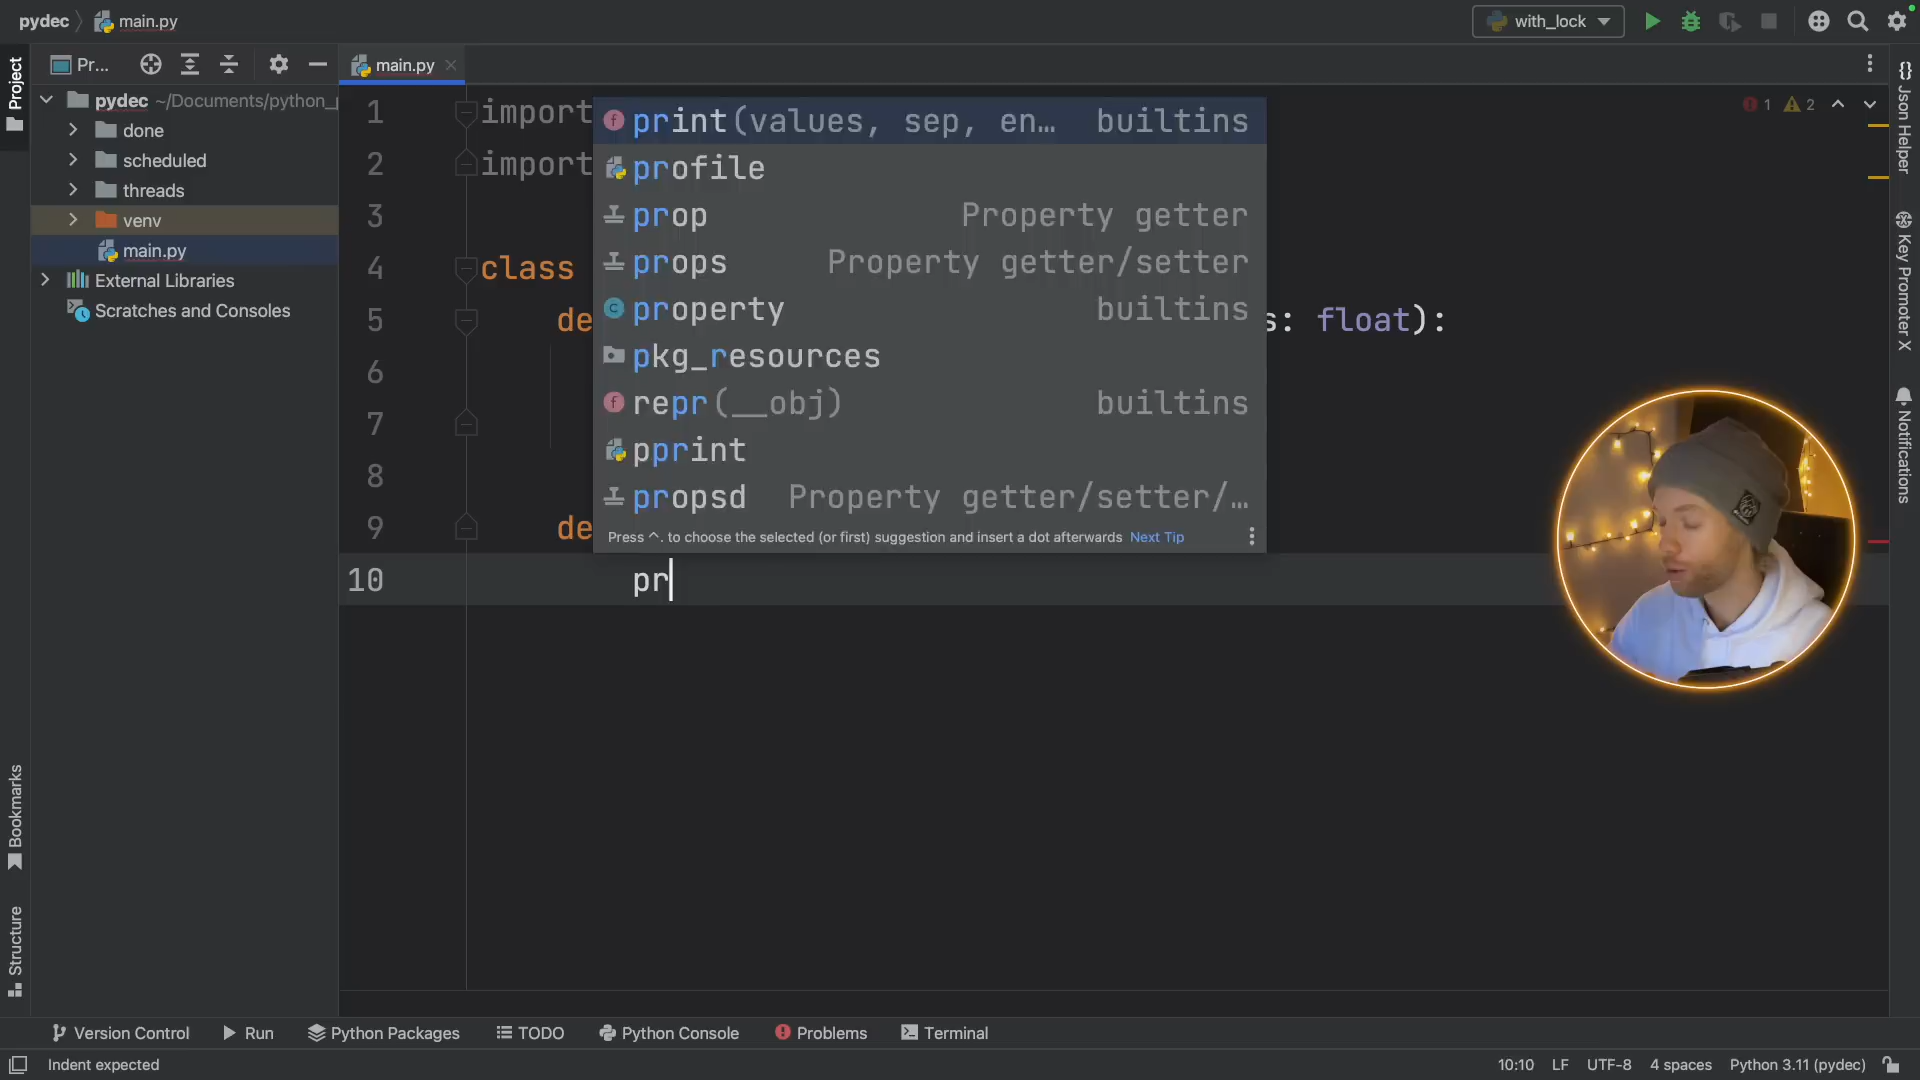 pydec main.py
with_lock
Pr...
main.py
Project
pydec ~/Documents/python_
done
scheduled
threads
venv
main.py
External Libraries
Scratches and Consoles
1 import
2 import
3
4 class
5 de s: float):
6
7
8
9 de
10 pr
print(values, sep, en… builtins
profile
prop Property getter
props Property getter/setter
property builtins
pkg_resources
repr(__obj) builtins
pprint
propsd Property getter/setter/…
Press ^. to choose the selected (or first) suggestion and insert a dot afterwards Next Tip
1 2
{} Json Helper
Key Promoter X
Notifications
Bookmarks
Structure
Version Control Run Python Packages TODO Python Console Problems Terminal
Indent expected
10:10 LF UTF-8 4 spaces Python 3.11 (pydec)